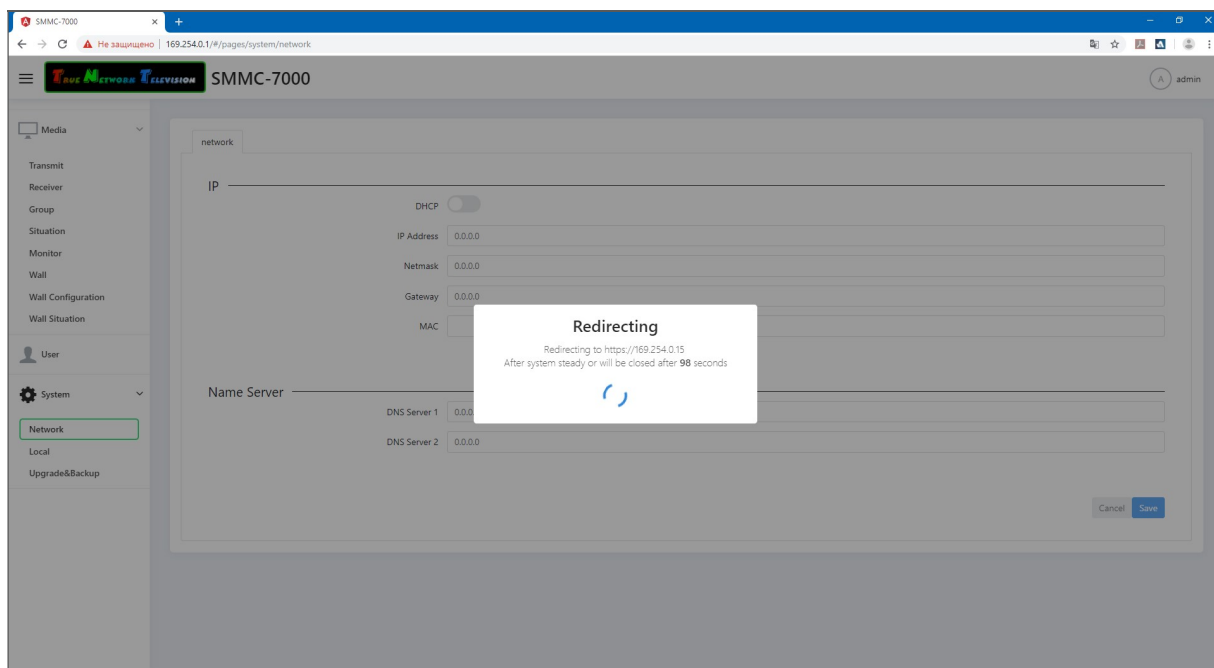 SMMC-7000
Не защищено | 169.254.0.1/#/pages/system/network
TRUE NETWORK TELEVISION SMMC-7000
A admin
Media
network
Transmit
Receiver
IP
Group
DHCP
Situation
IP Address 0.0.0.0
Monitor
Netmask 0.0.0.0
Wall
Wall Configuration
Gateway 0.0.0.0
Wall Situation
MAC
Redirecting
Redirecting to https://169.254.0.15
After system steady or will be closed after 98 seconds
User
System
Name Server
Network
DNS Server 1 0.0.0
Local
DNS Server 2 0.0.0.0
Upgrade&Backup
Cancel Save